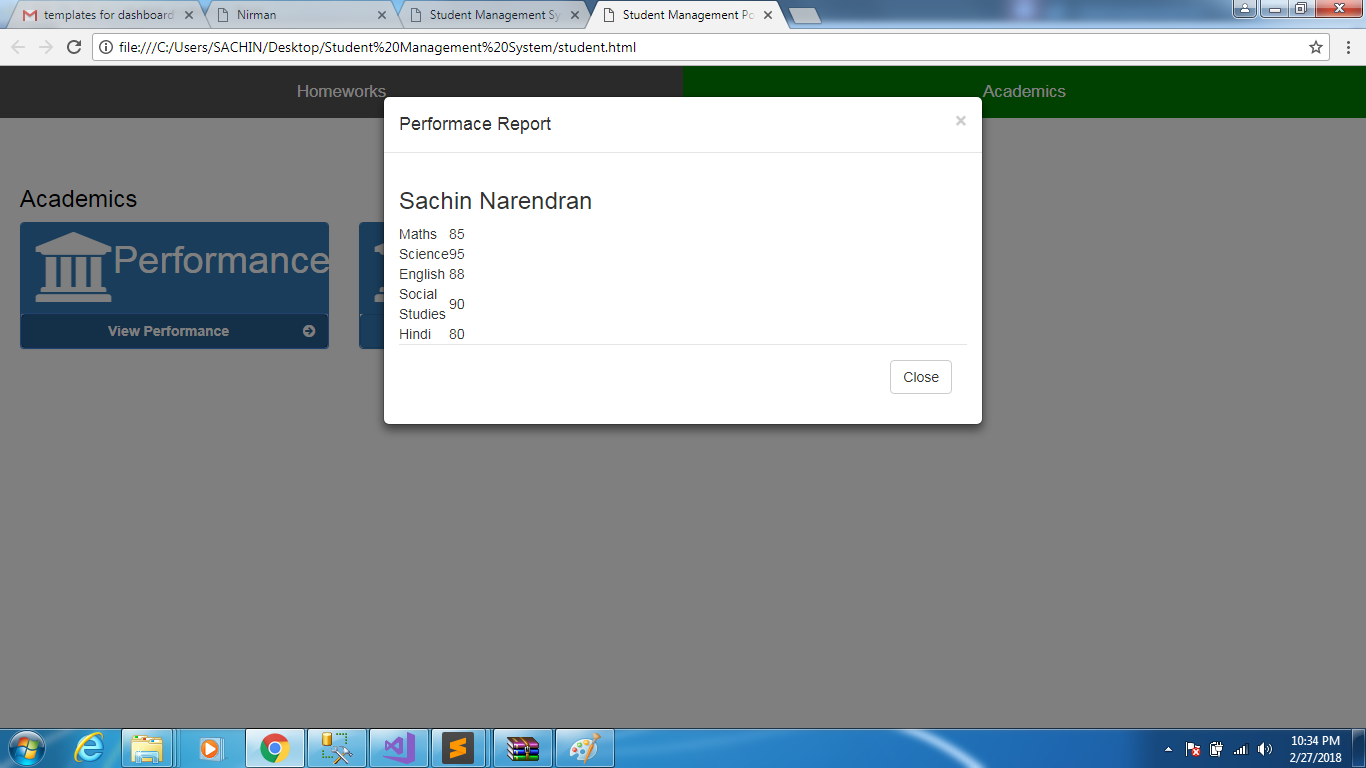 templates for dashboard
Nirman
Student Management Sy
Student Management Po
file:///C:/Users/SACHIN/Desktop/Student%20Management%20System/student.html
Homeworks
Academics
Performace Report
×
Academics
Performance
View Performance
Sachin Narendran
Maths 85
Science 95
English 88
Social
Studies 90
Hindi 80
Close
10:34 PM
2/27/2018